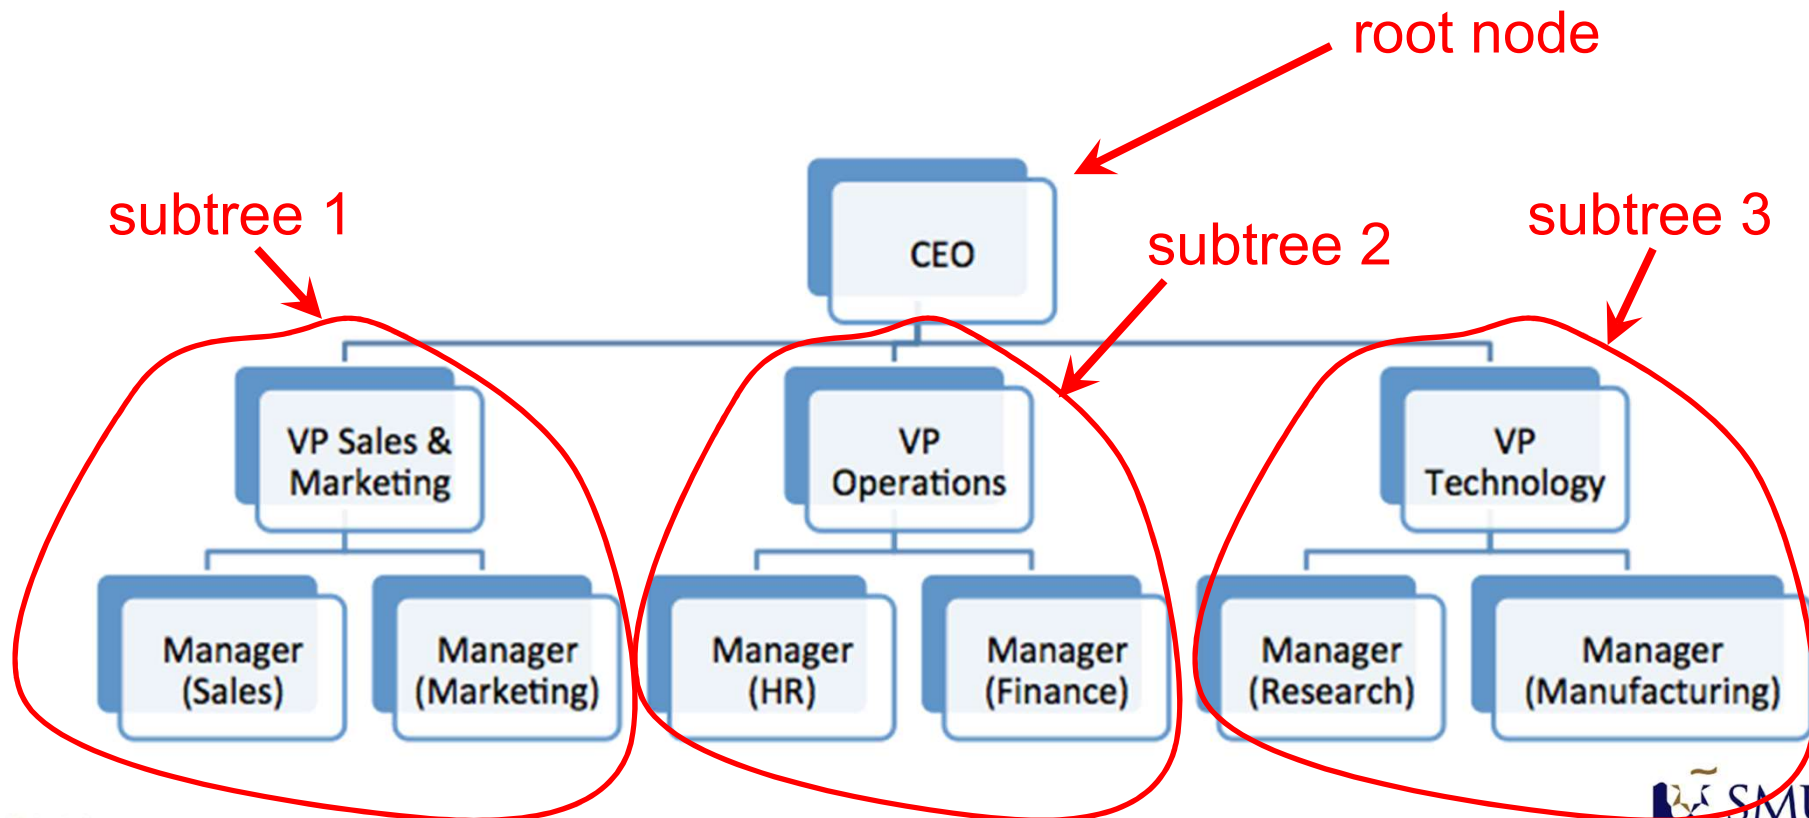 root node
subtree 1
subtree 2
subtree 3
CEO
VP Sales &
Marketing
VP
Operations
VP
Technology
Manager
(Sales)
Manager
(Marketing)
Manager
(HR)
Manager
(Finance)
Manager
(Research)
Manager
(Manufacturing)
SMU